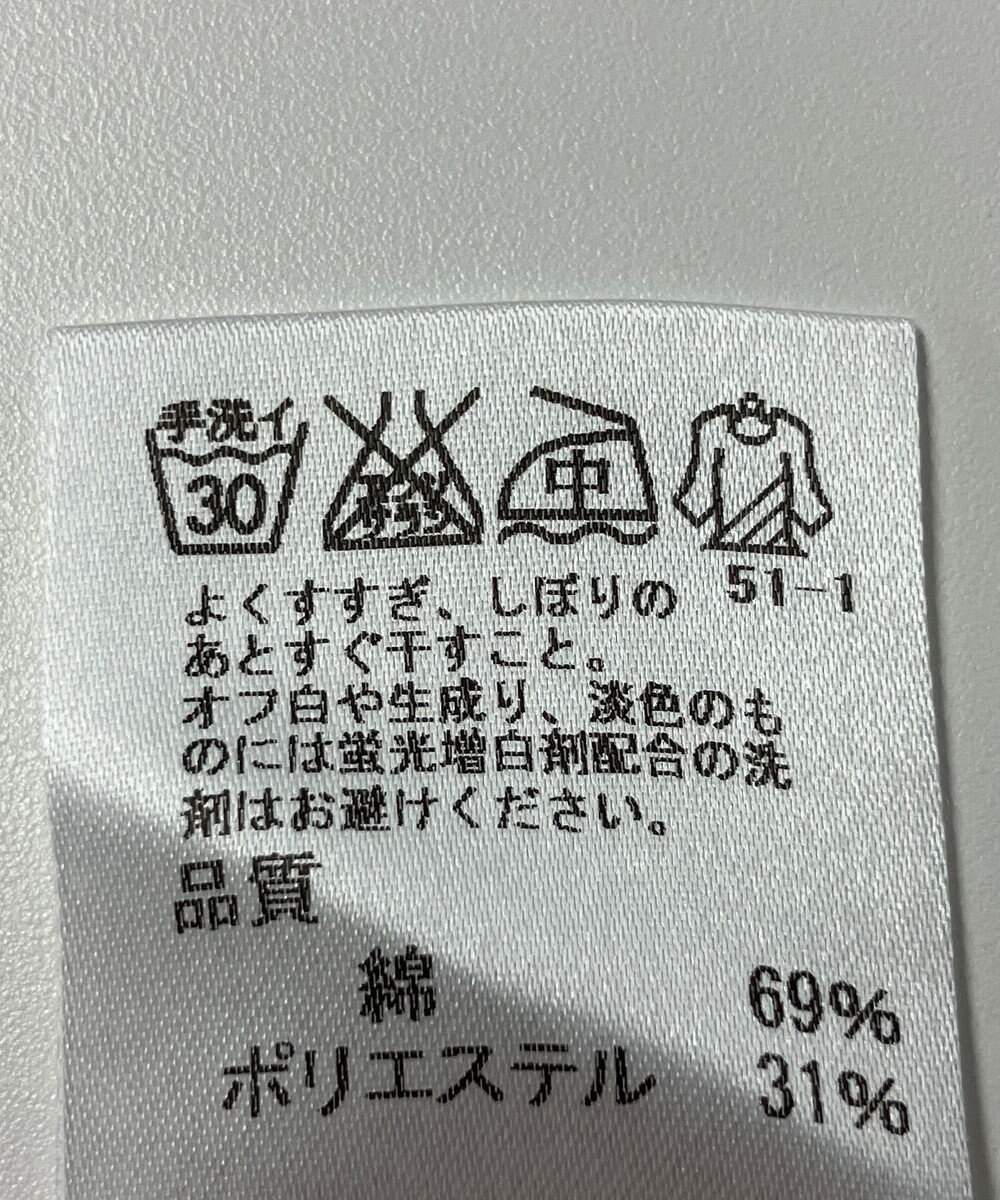 手洗イ
30
エンソサラシ
中
51-1
よくすすぎ、しぼりの
あとすぐ干すこと。
オフ白や生成り、淡色のも
のには蛍光増白剤配合の洗
剤はお避けください。
品質
綿 69%
ポリエステル 31%